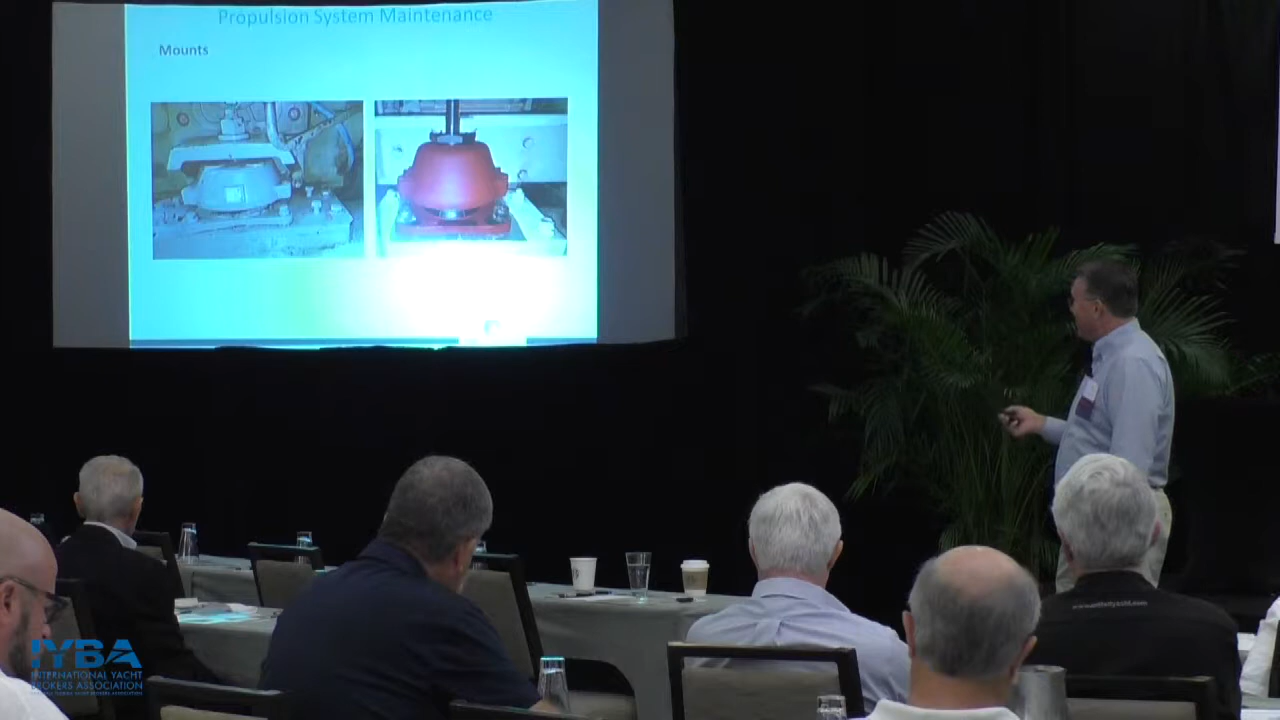 Propulsion System Maintenance
Mounts
IYBA
INTERNATIONAL YACHT
BROKERS ASSOCIATION